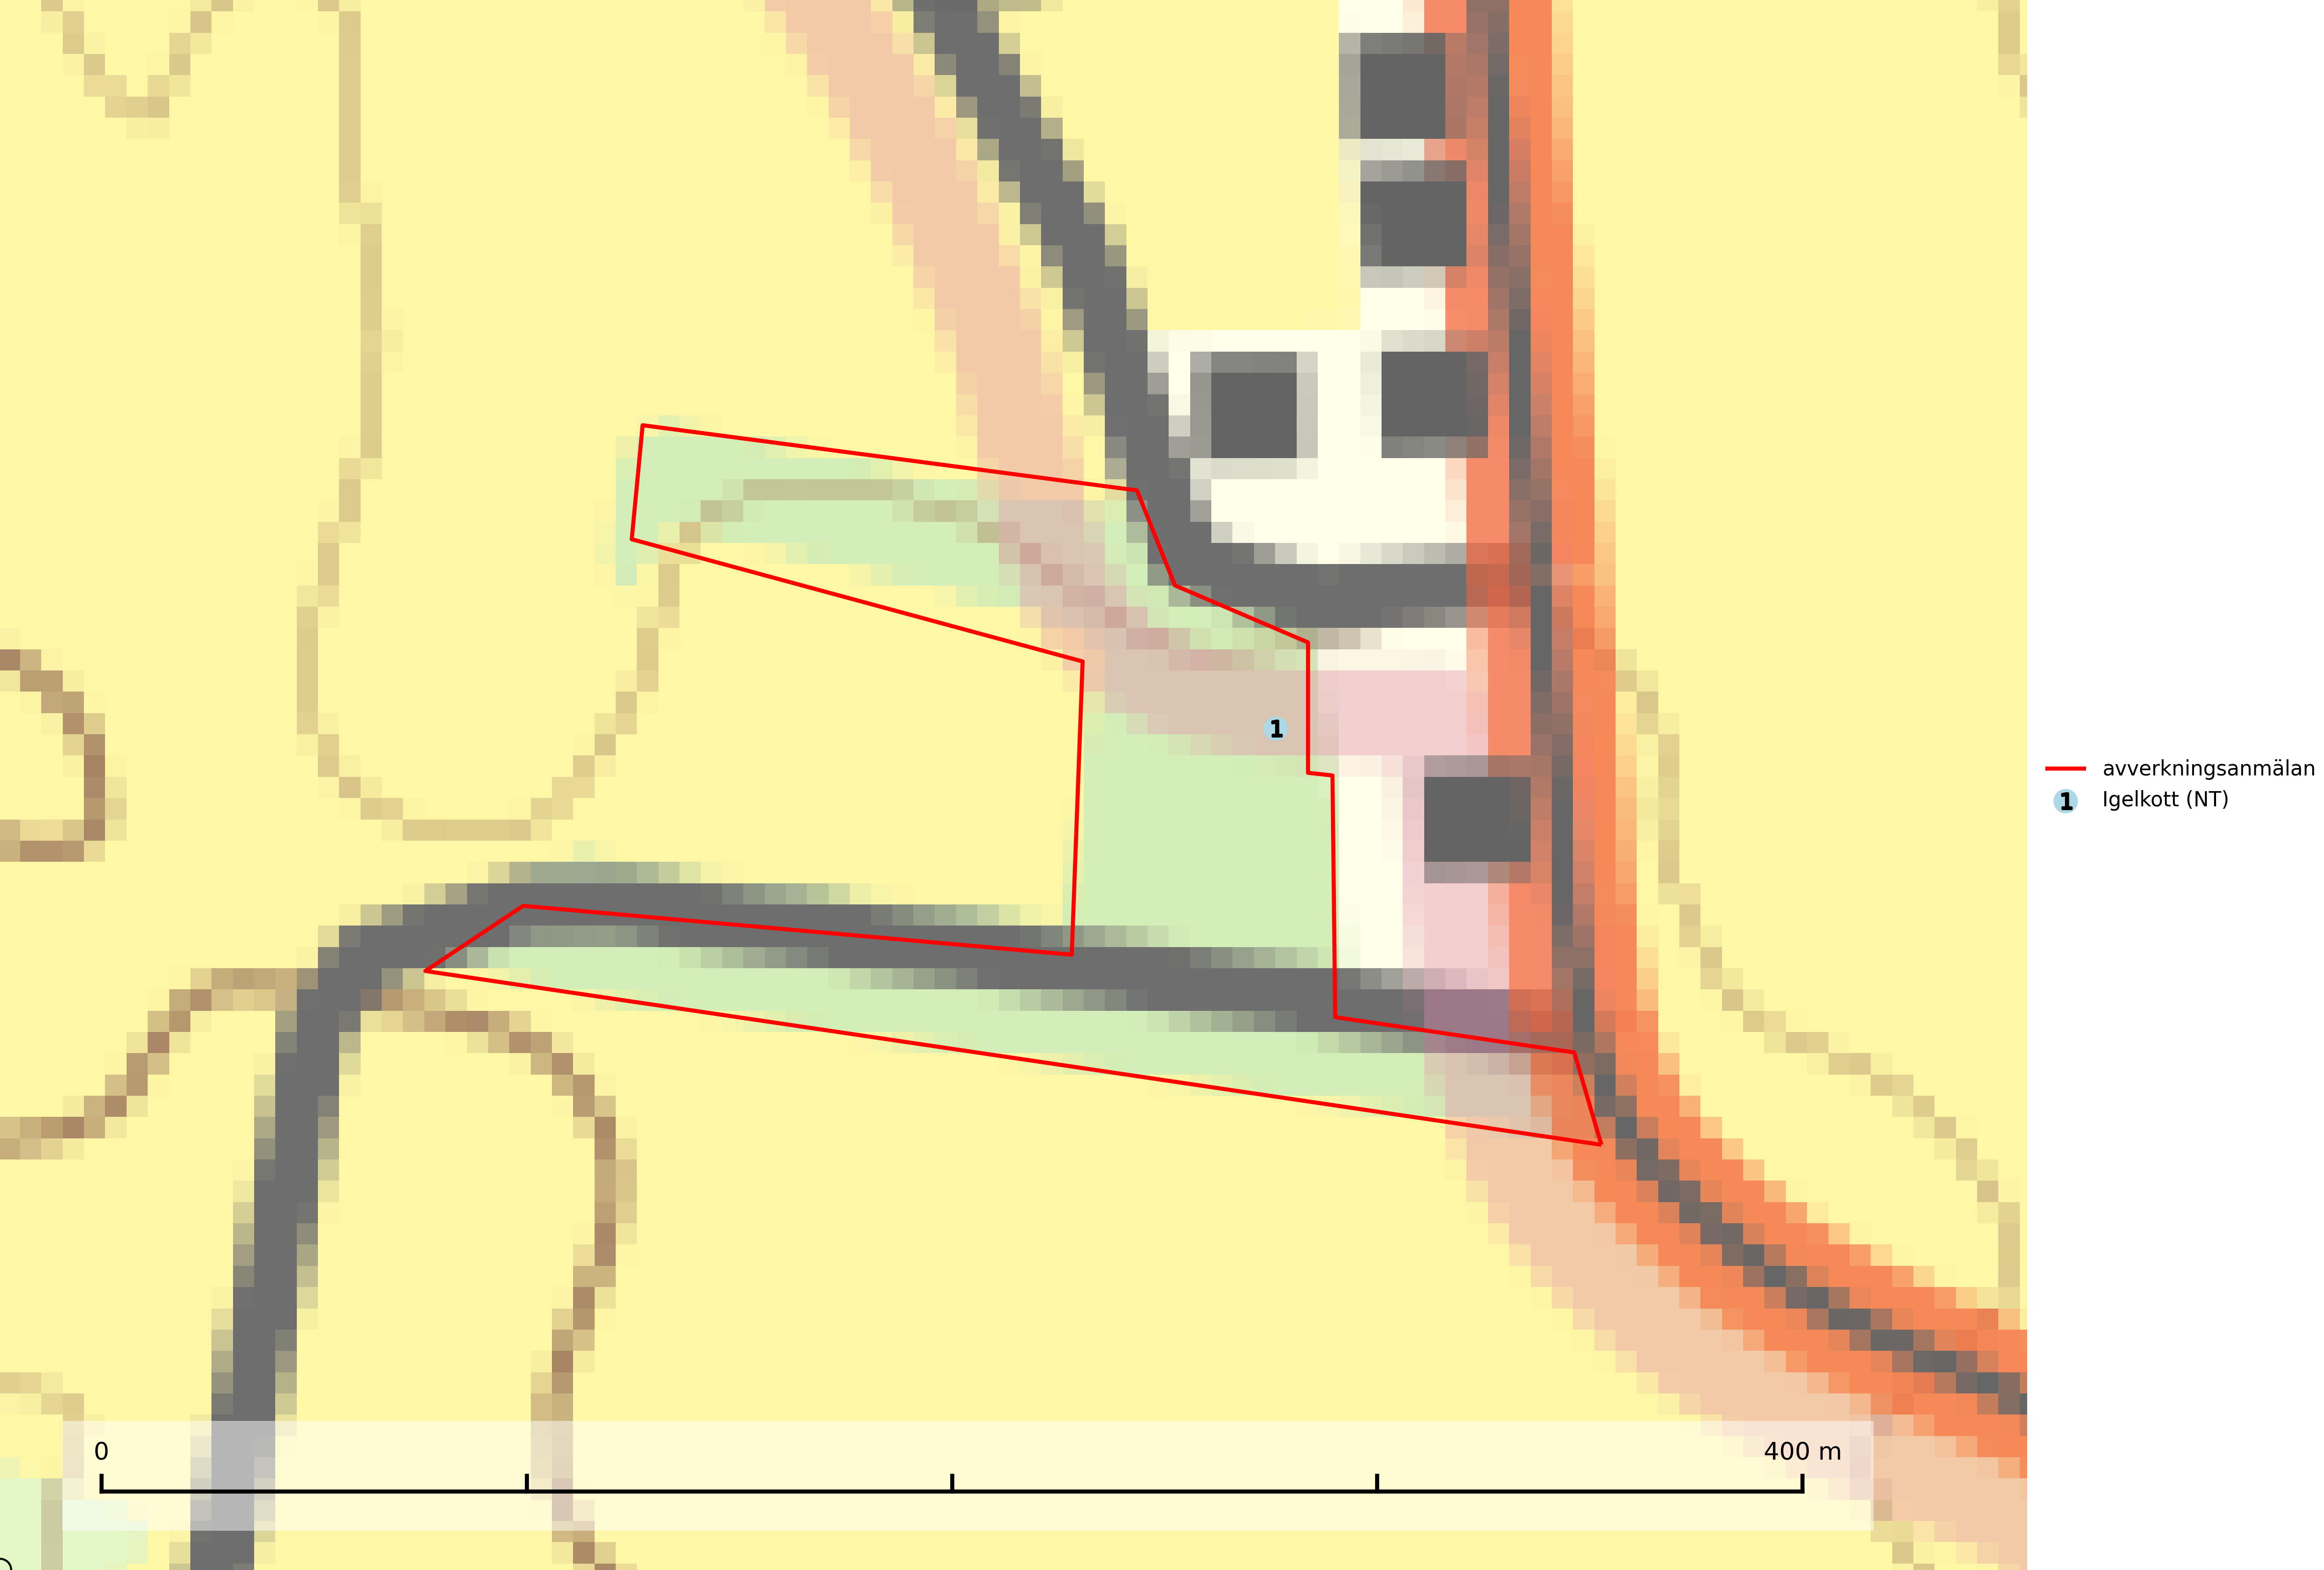 1
avverkningsanmälan
1 Igelkott (NT)
0 400 m